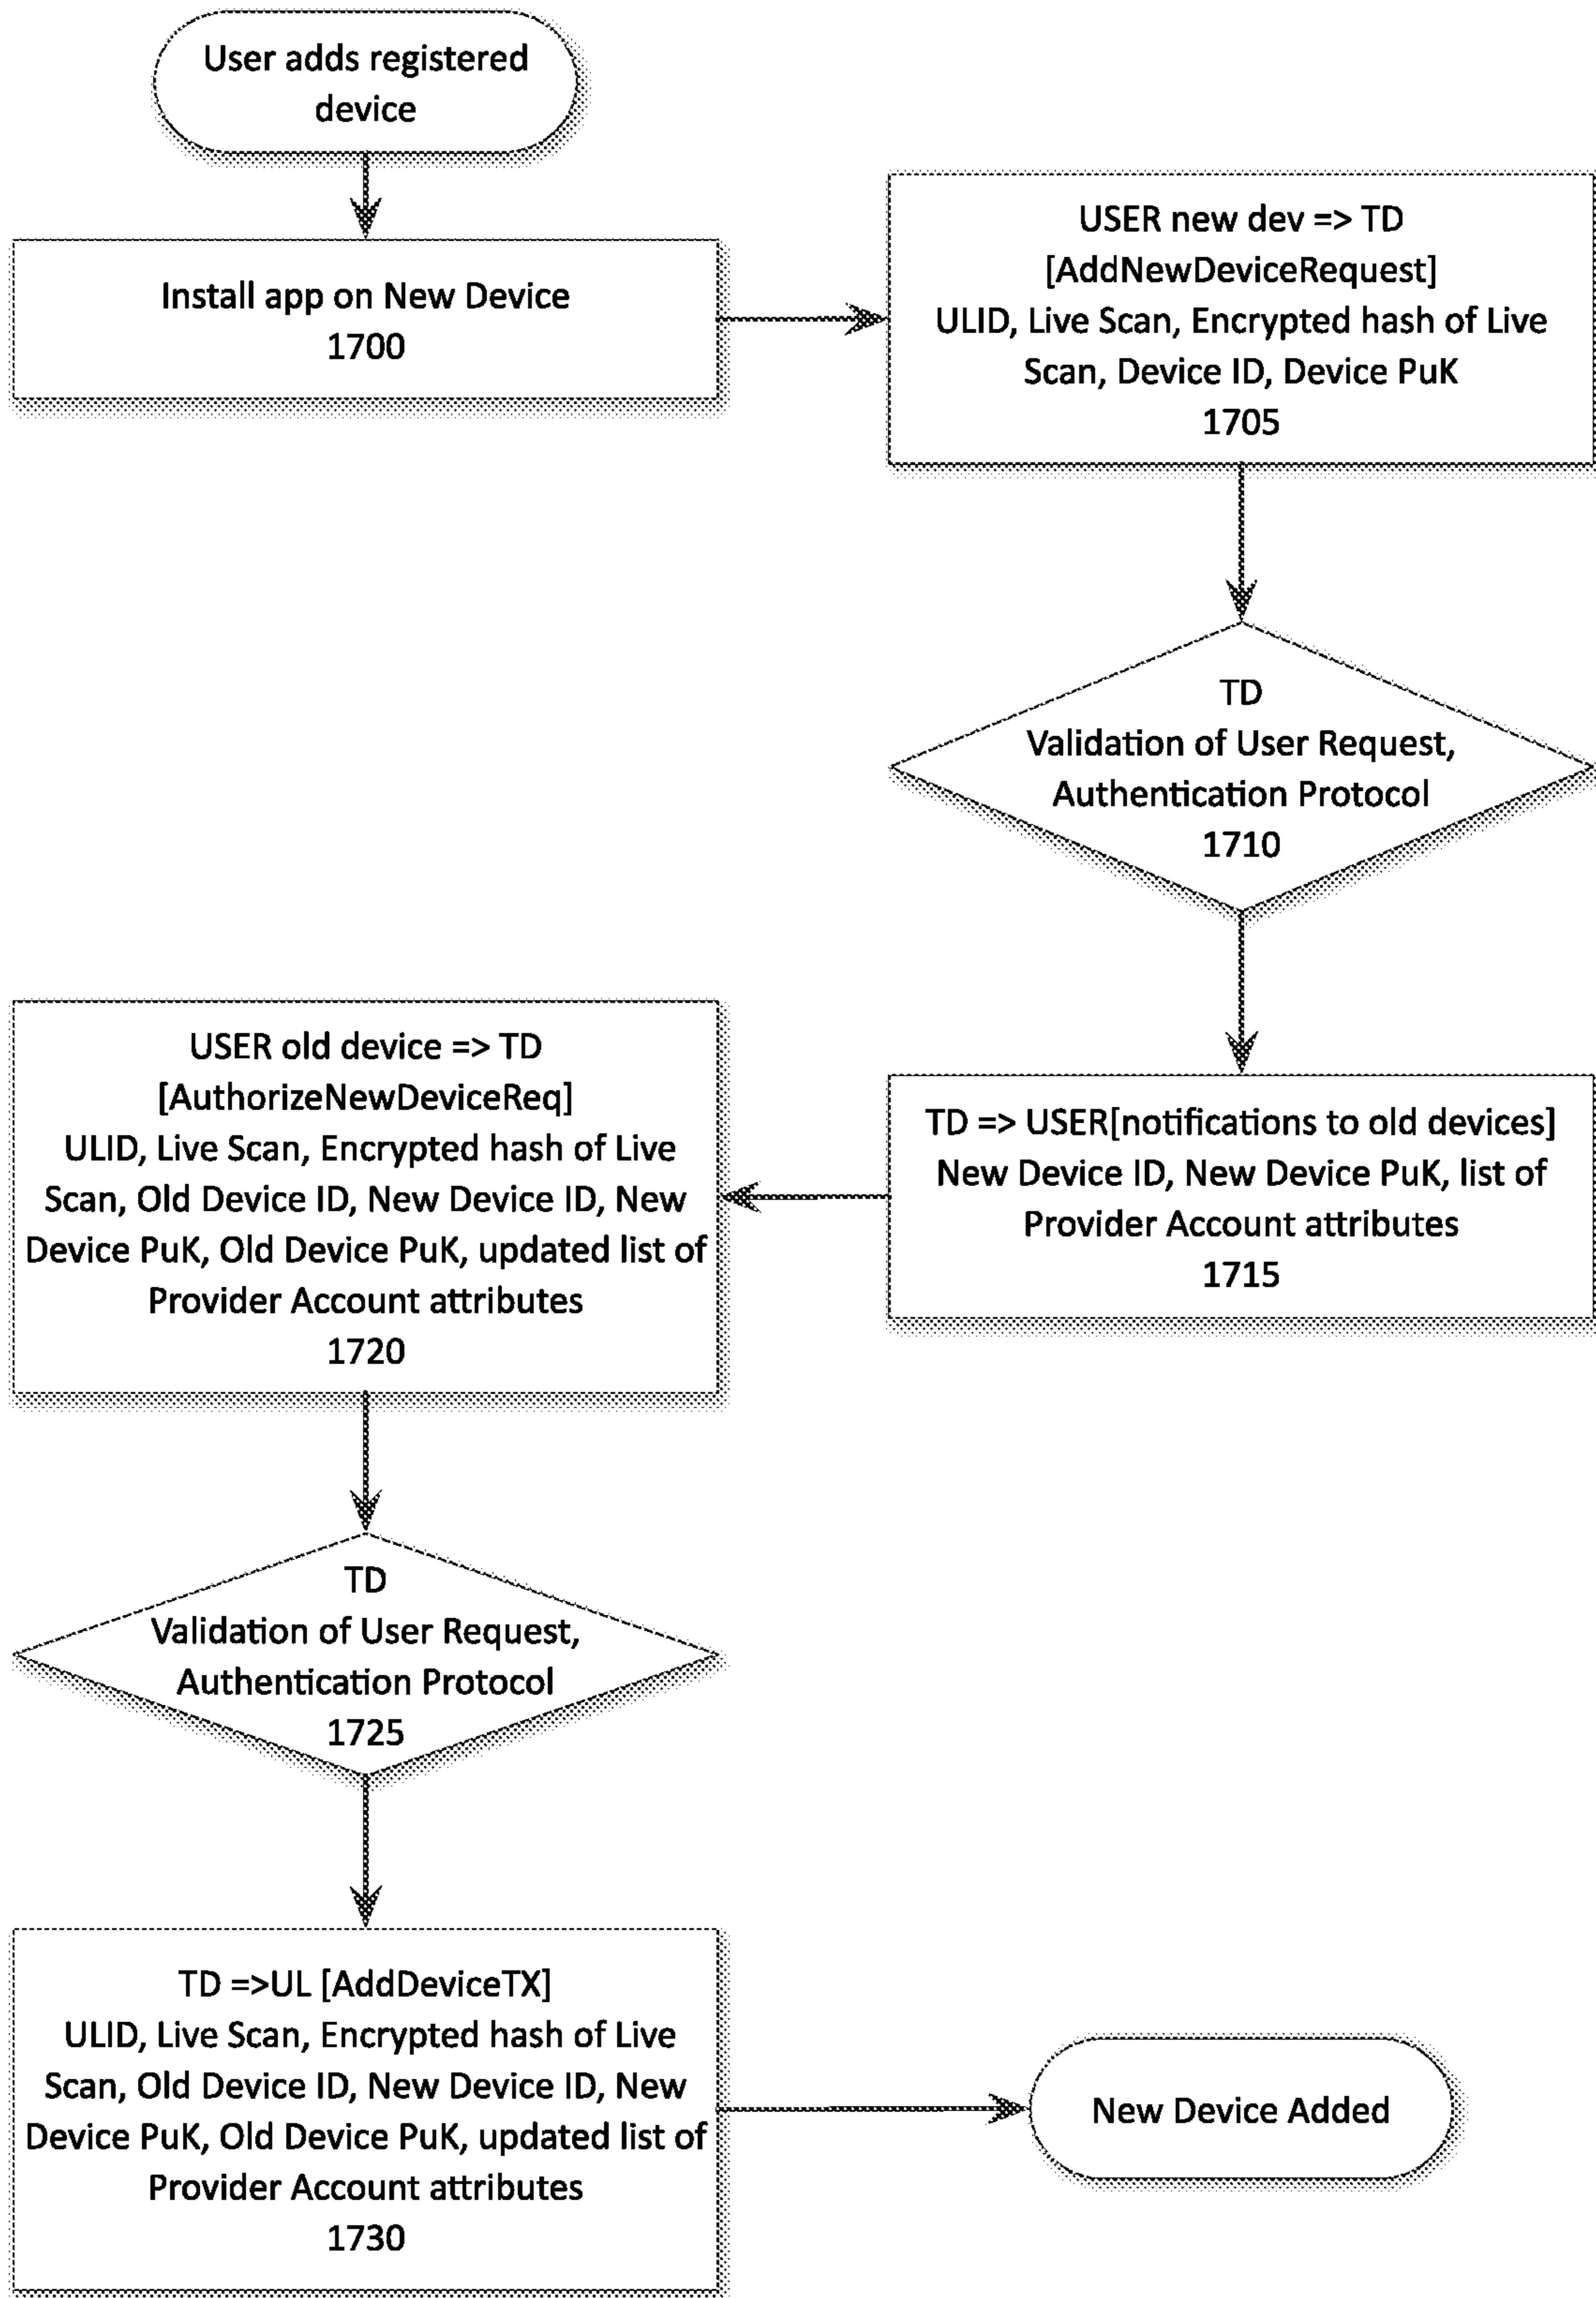 User adds registered
device
Install app on New Device
1700
USER new dev => TD
[AddNewDeviceRequest]
ULID, Live Scan, Encrypted hash of Live
Scan, Device ID, Device PuK
1705
TD
Validation of User Request,
Authentication Protocol
1710
TD => USER[notifications to old devices]
New Device ID, New Device PuK, list of
Provider Account attributes
1715
USER old device => TD
[AuthorizeNewDeviceReq]
ULID, Live Scan, Encrypted hash of Live
Scan, Old Device ID, New Device ID, New
Device PuK, Old Device PuK, updated list of
Provider Account attributes
1720
TD
Validation of User Request,
Authentication Protocol
1725
TD =>UL [AddDeviceTX]
ULID, Live Scan, Encrypted hash of Live
Scan, Old Device ID, New Device ID, New
Device PuK, Old Device PuK, updated list of
Provider Account attributes
1730
New Device Added